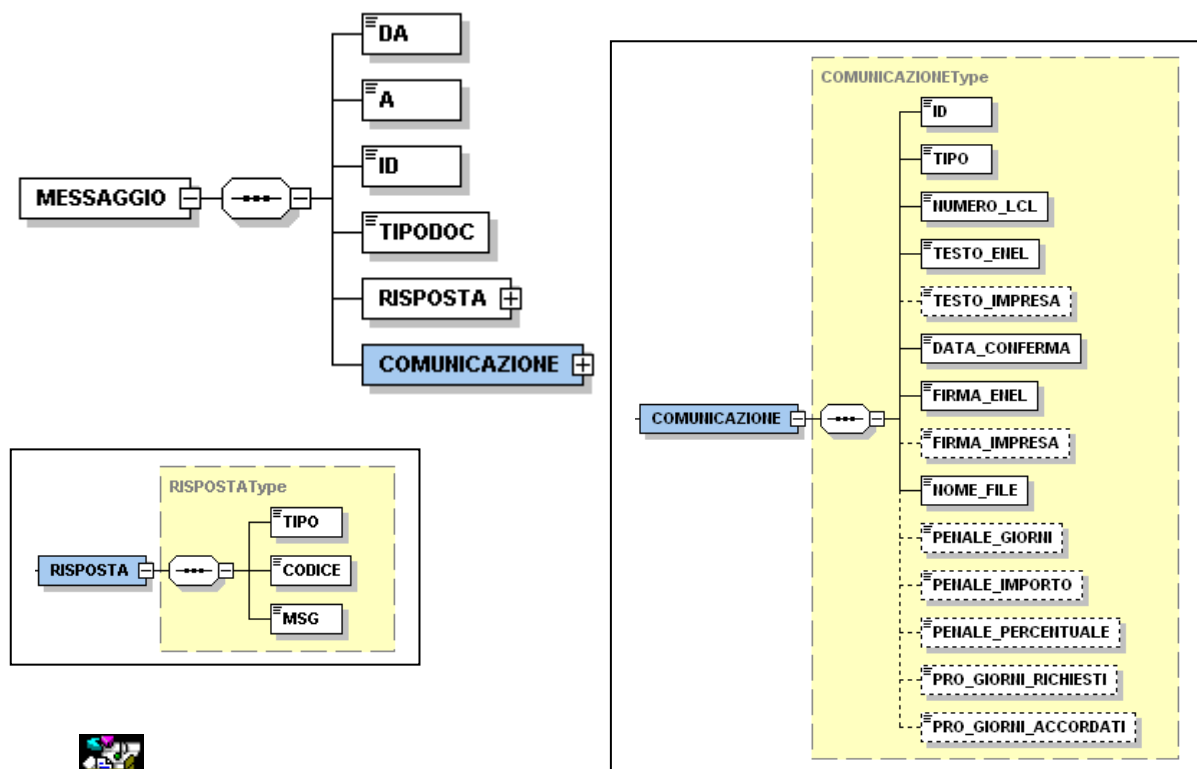 DA
A
ID
MESSAGGIO
TIPODOC
RISPOSTA
COMUNICAZIONE
RISPOSTAType
TIPO
RISPOSTA
CODICE
MSG
COMUNICAZIONEType
ID
TIPO
NUMERO_LCL
TESTO_ENEL
TESTO_IMPRESA
DATA_CONFERMA
FIRMA_ENEL
COMUNICAZIONE
FIRMA_IMPRESA
NOME_FILE
PENALE_GIORNI
PENALE_IMPORTO
PENALE_PERCENTUALE
PRO_GIORNI_RICHIESTI
PRO_GIORNI_ACCORDATI